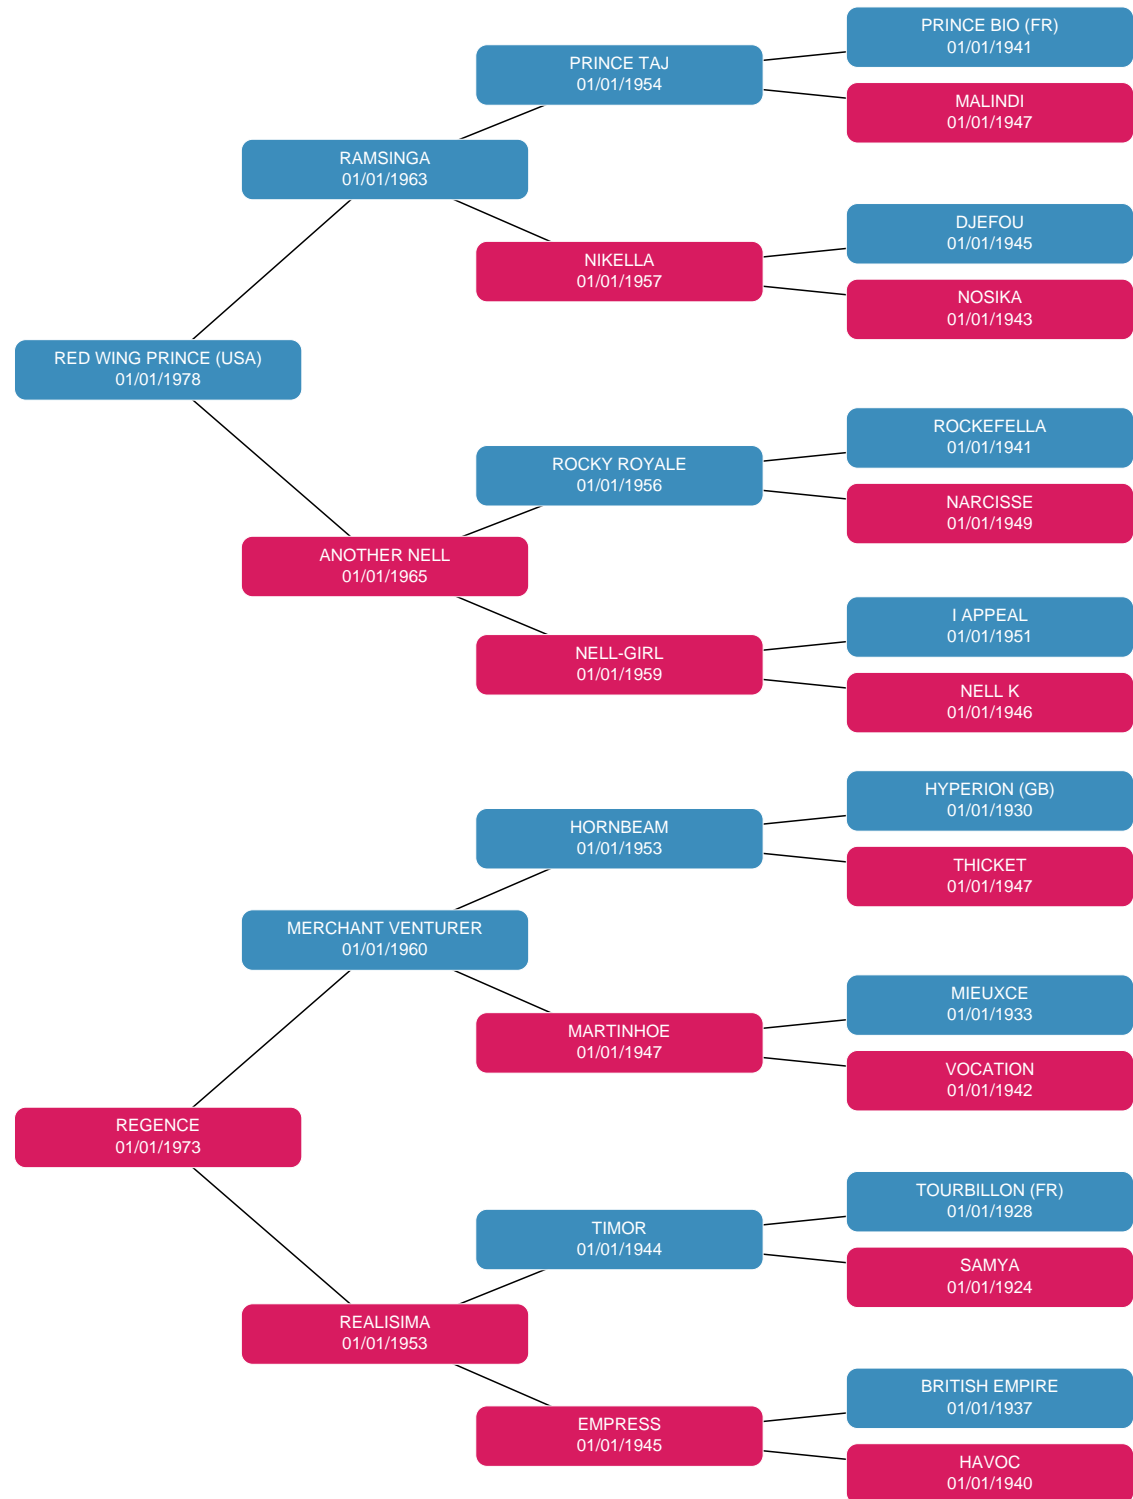 PRINCE BIO (FR)
01/01/1941
PRINCE TAJ
01/01/1954
MALINDI
01/01/1947
RAMSINGA
01/01/1963
DJEFOU
01/01/1945
NIKELLA
01/01/1957
NOSIKA
01/01/1943
RED WING PRINCE (USA)
01/01/1978
ROCKEFELLA
01/01/1941
ROCKY ROYALE
01/01/1956
NARCISSE
01/01/1949
ANOTHER NELL
01/01/1965
I APPEAL
01/01/1951
NELL-GIRL
01/01/1959
NELL K
01/01/1946
HYPERION (GB)
01/01/1930
HORNBEAM
01/01/1953
THICKET
01/01/1947
MERCHANT VENTURER
01/01/1960
MIEUXCE
01/01/1933
MARTINHOE
01/01/1947
VOCATION
01/01/1942
REGENCE
01/01/1973
TOURBILLON (FR)
01/01/1928
TIMOR
01/01/1944
SAMYA
01/01/1924
REALISIMA
01/01/1953
BRITISH EMPIRE
01/01/1937
EMPRESS
01/01/1945
HAVOC
01/01/1940